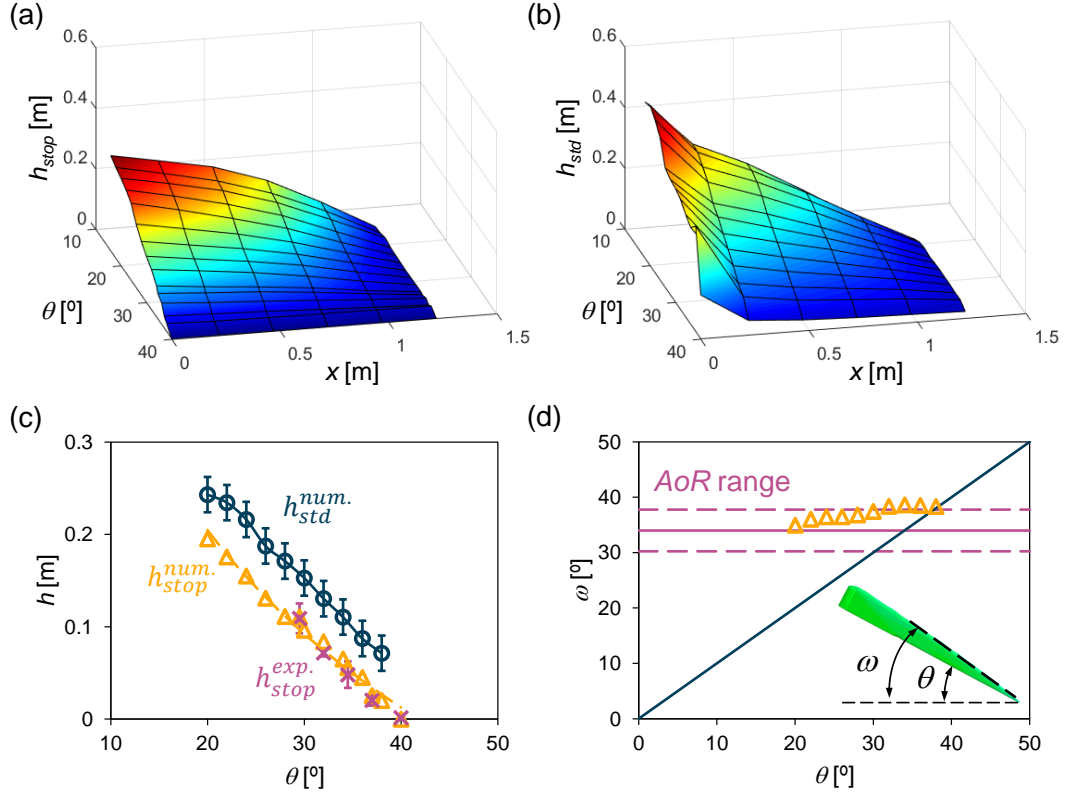 (a)
0.6
0.4
0.2
0
h_stop [m]
10
20
30
40
θ [º]
0
0.5
1
1.5
x [m]
(b)
0.6
0.4
0.2
0
h_std [m]
10
20
30
40
θ [º]
0
0.5
1
1.5
x [m]
(c)
0.3
0.2
0.1
0
h [m]
h_std^num.
h_stop^num.
h_stop^exp.
10
20
30
40
50
θ [º]
(d)
50
40
30
20
10
0
ω [º]
AoR range
ω
θ
0
10
20
30
40
50
θ [º]